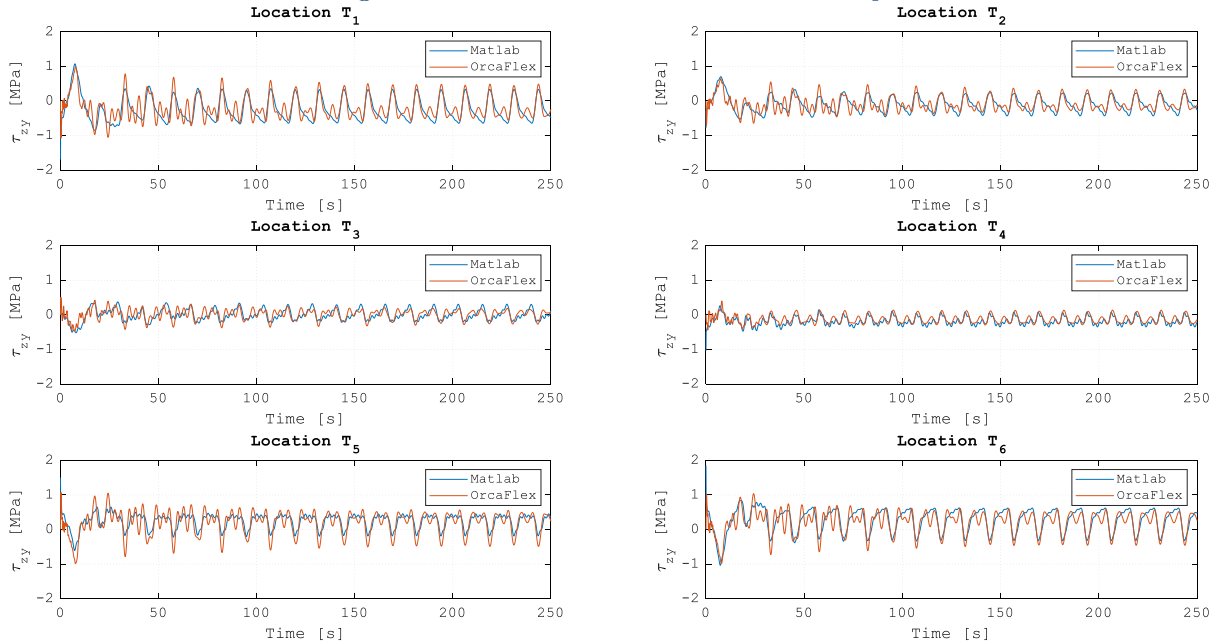 Location T1
2
1
0
-1
-2
τzy [MPa]
Matlab
OrcaFlex
0 50 100 150 200 250
Time [s]
Location T2
2
1
0
-1
-2
τzy [MPa]
Matlab
OrcaFlex
0 50 100 150 200 250
Time [s]
Location T3
2
1
0
-1
-2
τzy [MPa]
Matlab
OrcaFlex
0 50 100 150 200 250
Time [s]
Location T4
2
1
0
-1
-2
τzy [MPa]
Matlab
OrcaFlex
0 50 100 150 200 250
Time [s]
Location T5
2
1
0
-1
-2
τzy [MPa]
Matlab
OrcaFlex
0 50 100 150 200 250
Time [s]
Location T6
2
1
0
-1
-2
τzy [MPa]
Matlab
OrcaFlex
0 50 100 150 200 250
Time [s]